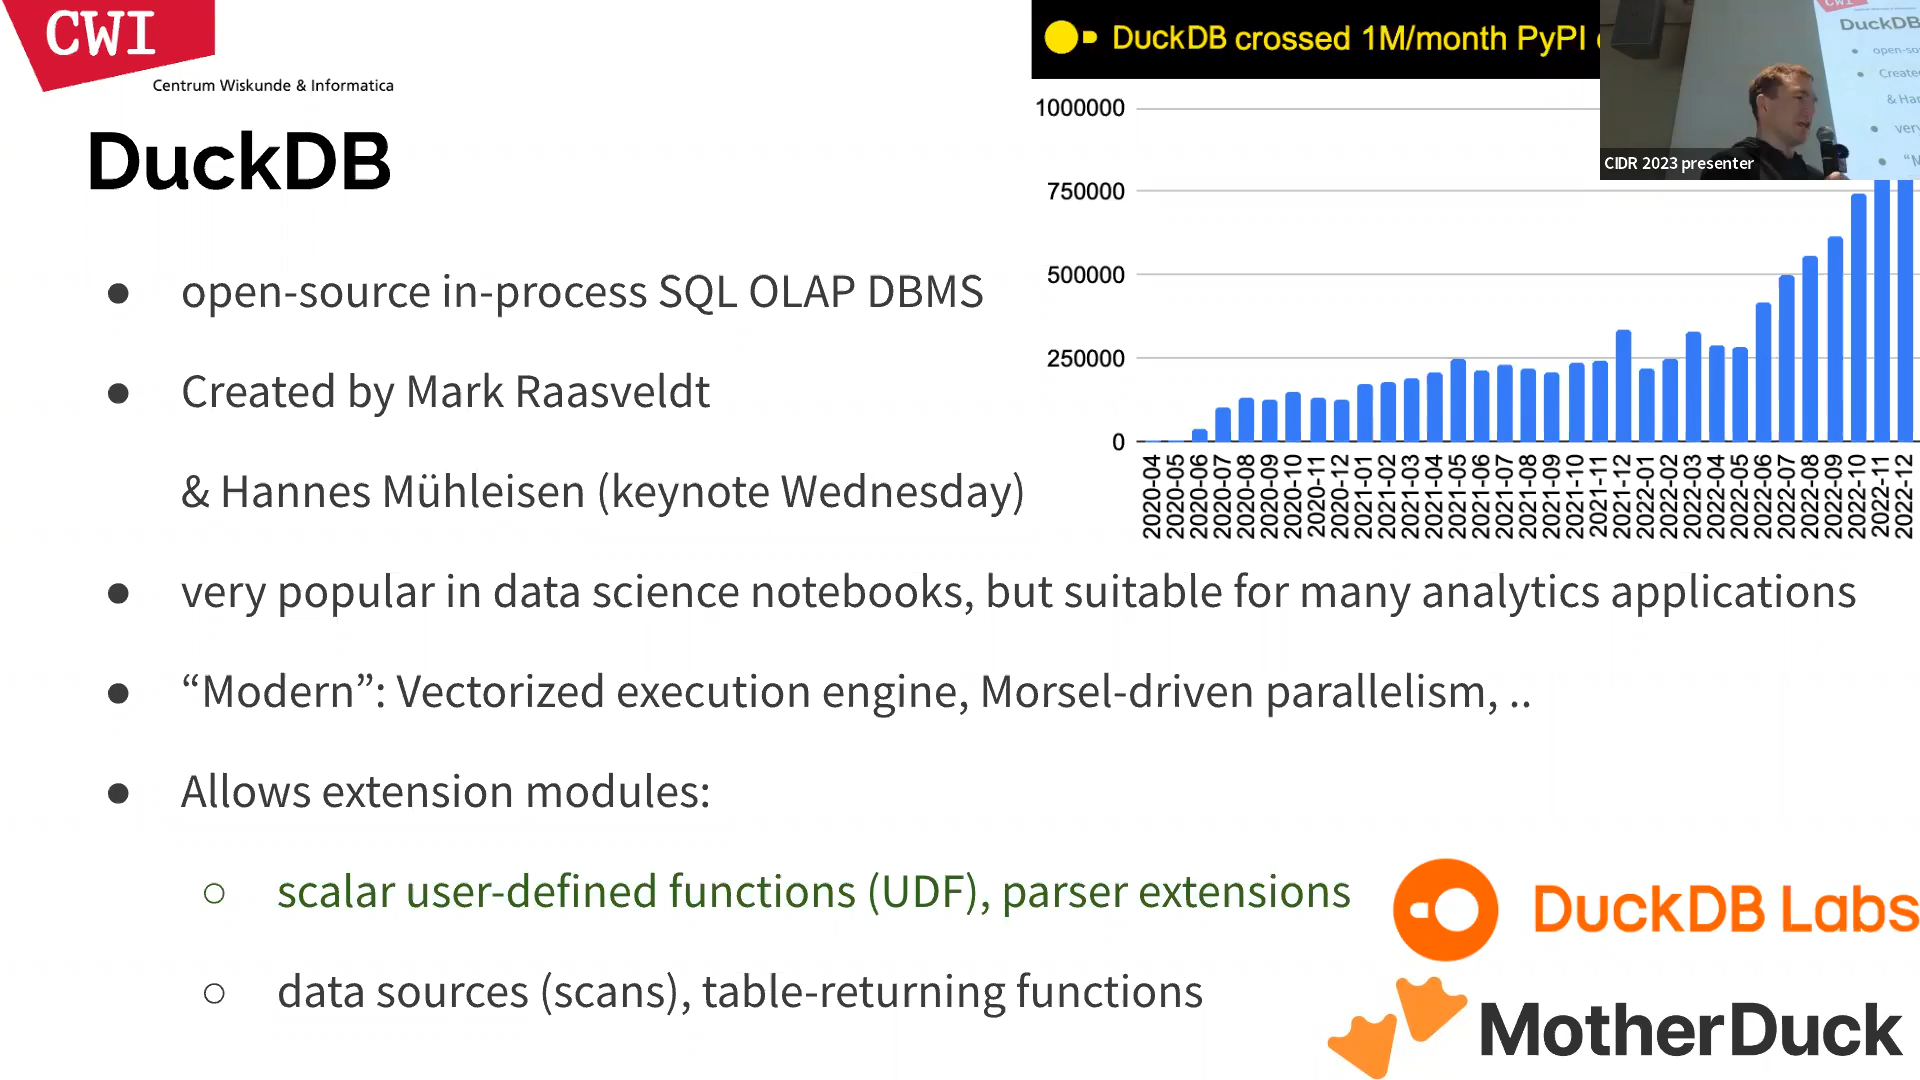 CWI
Centrum Wiskunde & Informatica
DuckDB
● open-source in-process SQL OLAP DBMS
● Created by Mark Raasveldt
& Hannes Mühleisen (keynote Wednesday)
● very popular in data science notebooks, but suitable for many analytics applications
● “Modern”: Vectorized execution engine, Morsel-driven parallelism, ..
● Allows extension modules:
○ scalar user-defined functions (UDF), parser extensions
○ data sources (scans), table-returning functions
DuckDB crossed 1M/month PyPI
1000000
750000
500000
250000
0
2020-04
2020-05
2020-06
2020-07
2020-08
2020-09
2020-10
2020-11
2020-12
2021-01
2021-02
2021-03
2021-04
2021-05
2021-06
2021-07
2021-08
2021-09
2021-10
2021-11
2021-12
2022-01
2022-02
2022-03
2022-04
2022-05
2022-06
2022-07
2022-08
2022-09
2022-10
2022-11
2022-12
DuckDB
● open-so
● Create
& Har
● very
● “M
CIDR 2023 presenter
DuckDB Labs
MotherDuck